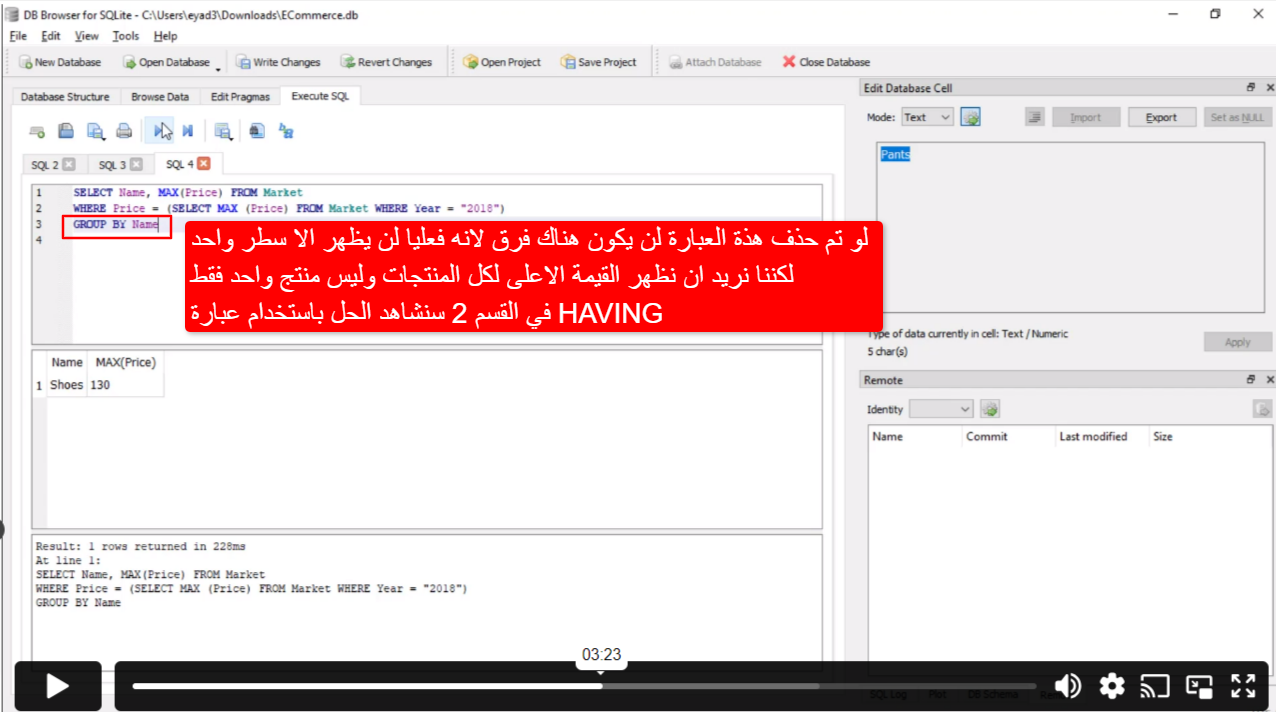 DB Browser for SQLite - C:\Users\eyad3\Downloads\ECommerce.db
File Edit View Tools Help
New Database Open Database Write Changes Revert Changes Open Project Save Project Attach Database Close Database
Database Structure Browse Data Edit Pragmas Execute SQL
SQL 2 SQL 3 SQL 4
1 SELECT Name, MAX(Price) FROM Market
2 WHERE Price = (SELECT MAX (Price) FROM Market WHERE Year = "2018")
3 GROUP BY Name
4
لو تم حذف هذة العبارة لن يكون هناك فرق لانه فعليا لن يظهر الا سطر واحد
لكننا نريد ان نظهر القيمة الاعلى لكل المنتجات وليس منتج واحد فقط
في القسم 2 سنشاهد الحل باستخدام عبارة HAVING
Name MAX(Price)
1 Shoes 130
Result: 1 rows returned in 228ms
At line 1:
SELECT Name, MAX(Price) FROM Market
WHERE Price = (SELECT MAX (Price) FROM Market WHERE Year = "2018")
GROUP BY Name
Edit Database Cell
Mode: Text Import Export Set as NULL
Pants
Type of data currently in cell: Text / Numeric
5 char(s)
Apply
Remote
Identity
Name Commit Last modified Size
03:23
SQL Log Plot DB Schema